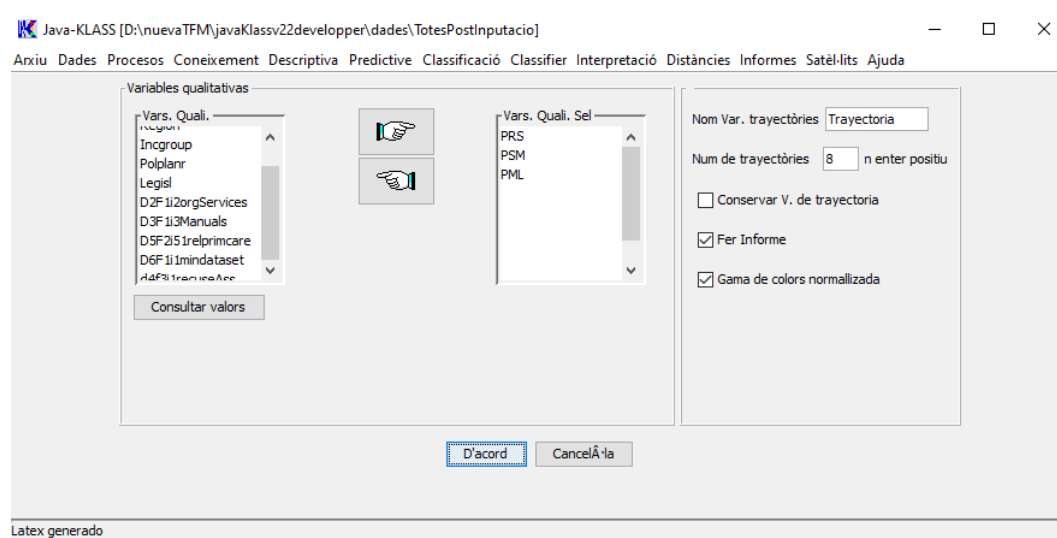 Java-KLASS [D:\nuevaTFM\javaKlassv22developper\dades\TotesPostInputacio]
Arxiu Dades Procesos Coneixement Descriptiva Predictive Classificació Classifier Interpretació Distàncies Informes Satèl·lits Ajuda
Variables qualitativas
Vars. Quali.
Region
Incgroup
Polplanr
Legisl
D2F1i2orgServices
D3F1i3Manuals
D5F2i51relprimcare
D6F1i1mindataset
d4f3i1recuseAss
Consultar valors
Vars. Quali. Sel
PRS
PSM
PML
Nom Var. trayectòries Trayectoria
Num de trayectòries 8 n enter positiu
Conservar V. de trayectoria
Fer Informe
Gama de colors normallizada
D'acord CancelÂ·la
Latex generado